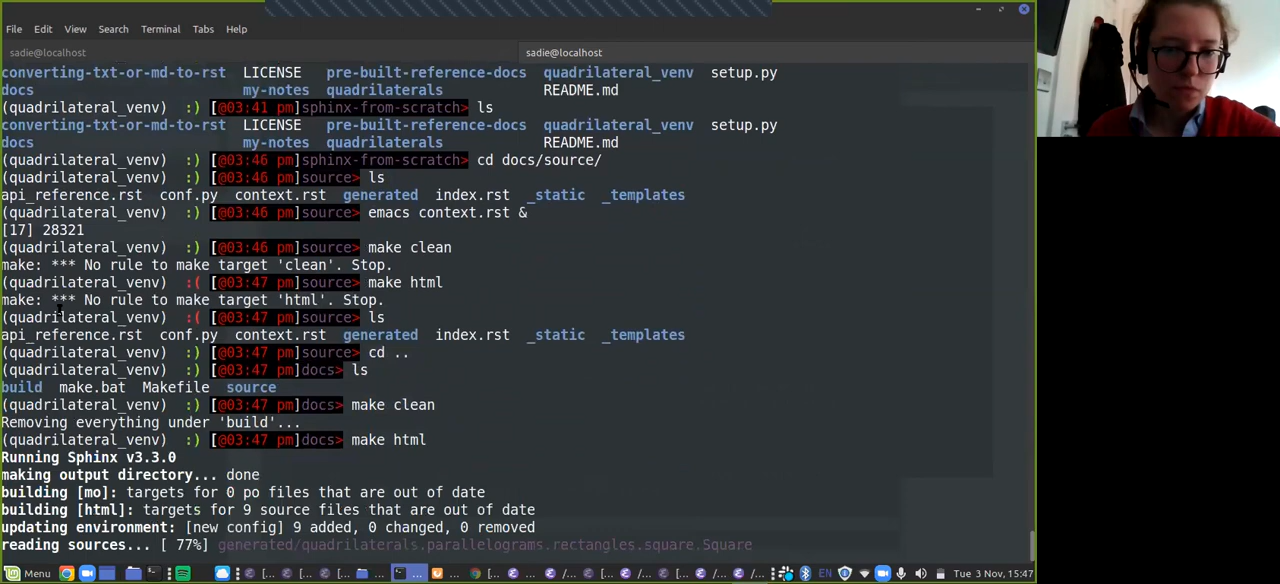 File Edit View Search Terminal Tabs Help
sadie@localhost sadie@localhost
converting-txt-or-md-to-rst LICENSE pre-built-reference-docs quadrilateral_venv setup.py
docs my-notes quadrilaterals README.md
(quadrilateral_venv) :) [@03:41 pm]sphinx-from-scratch> ls
converting-txt-or-md-to-rst LICENSE pre-built-reference-docs quadrilateral_venv setup.py
docs my-notes quadrilaterals README.md
(quadrilateral_venv) :) [@03:46 pm]sphinx-from-scratch> cd docs/source/
(quadrilateral_venv) :) [@03:46 pm]source> ls
api_reference.rst conf.py context.rst generated index.rst _static _templates
(quadrilateral_venv) :) [@03:46 pm]source> emacs context.rst &
[17] 28321
(quadrilateral_venv) :) [@03:46 pm]source> make clean
make: *** No rule to make target 'clean'. Stop.
(quadrilateral_venv) :( [@03:47 pm]source> make html
make: *** No rule to make target 'html'. Stop.
(quadrilateral_venv) :( [@03:47 pm]source> ls
api_reference.rst conf.py context.rst generated index.rst _static _templates
(quadrilateral_venv) :) [@03:47 pm]source> cd ..
(quadrilateral_venv) :) [@03:47 pm]docs> ls
build make.bat Makefile source
(quadrilateral_venv) :) [@03:47 pm]docs> make clean
Removing everything under 'build'...
(quadrilateral_venv) :) [@03:47 pm]docs> make html
Running Sphinx v3.3.0
making output directory... done
building [mo]: targets for 0 po files that are out of date
building [html]: targets for 9 source files that are out of date
updating environment: [new config] 9 added, 0 changed, 0 removed
reading sources... [ 77%] generated/quadrilaterals.parallelograms.rectangles.square.Square
Menu [... [... [... ... ... ... [... /... /... /... /... /... /... EN Tue 3 Nov, 15:47